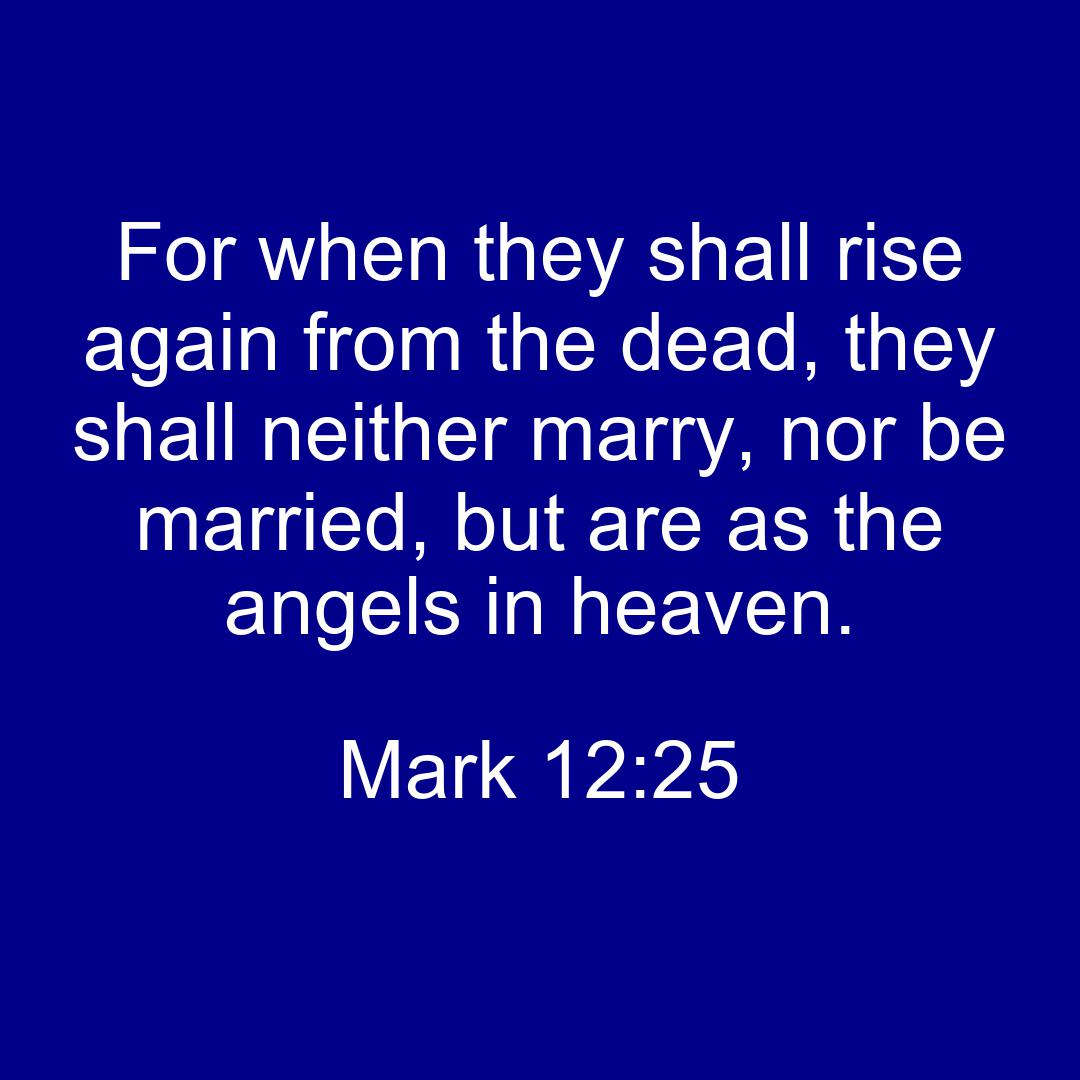 For when they shall rise
again from the dead, they
shall neither marry, nor be
married, but are as the
angels in heaven.
Mark 12:25